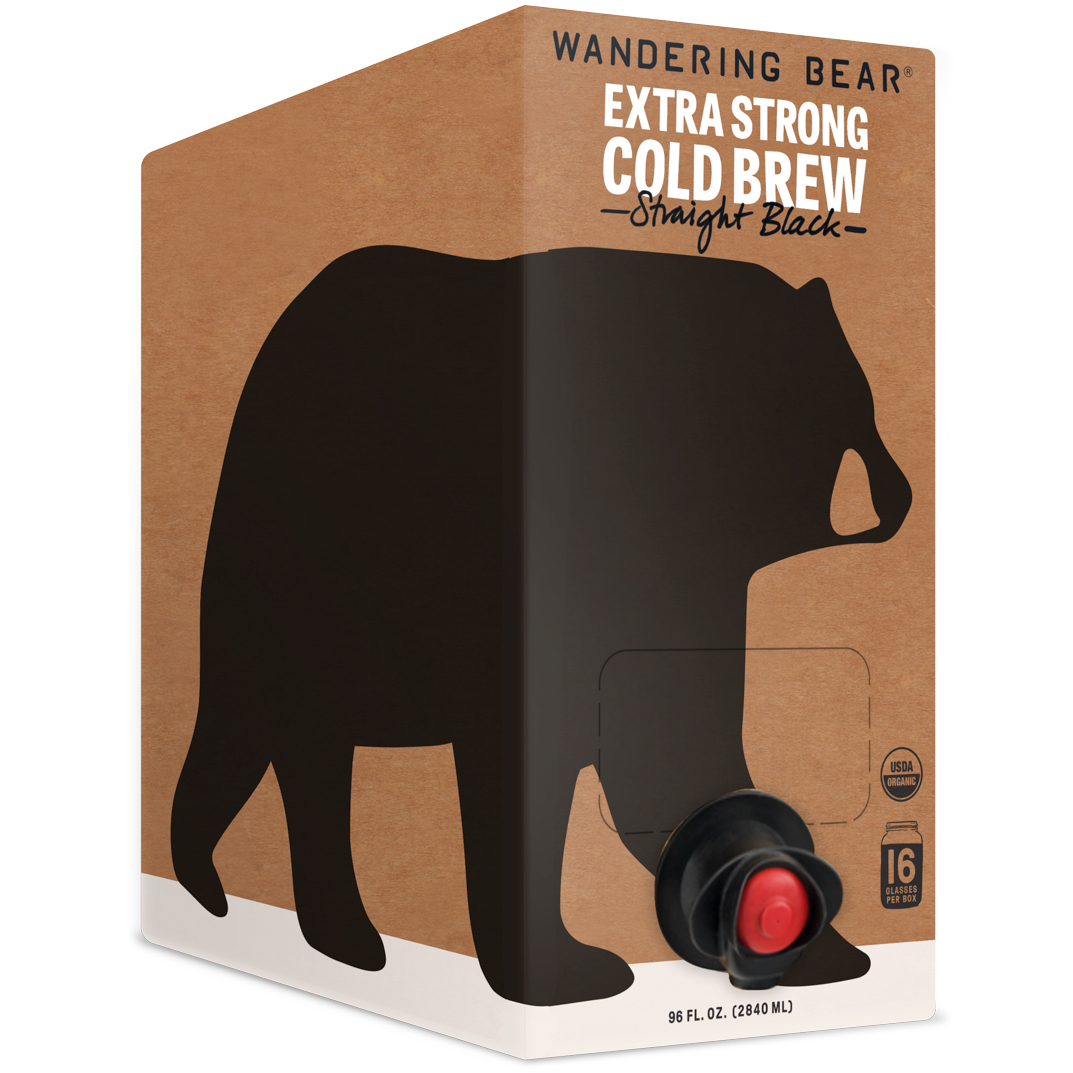 WANDERING BEAR®
EXTRA STRONG
COLD BREW
—Straight Black—
USDA
ORGANIC
16
GLASSES
PER BOX
96 FL. OZ. (2840 ML)